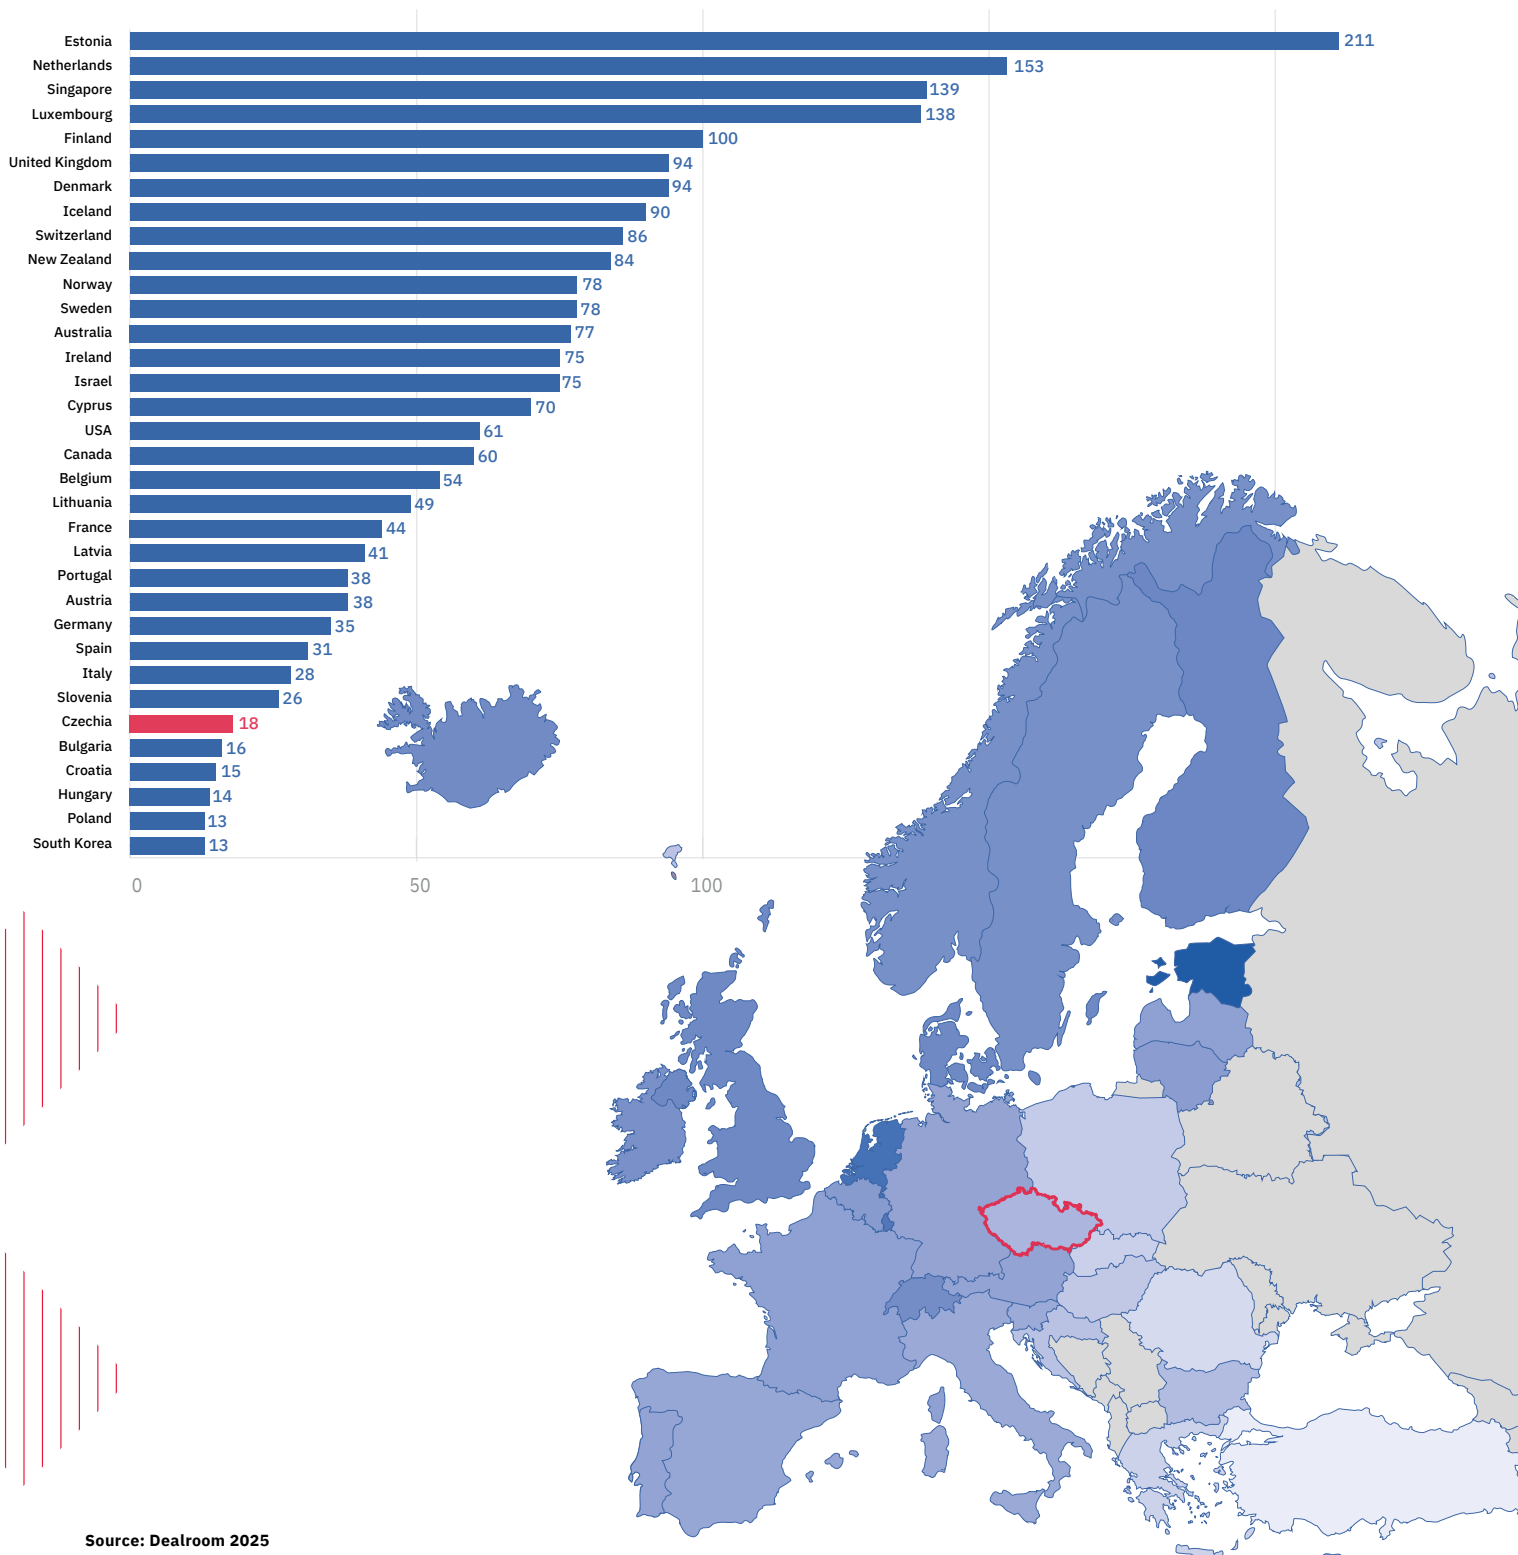 Estonia 211
Netherlands 153
Singapore 139
Luxembourg 138
Finland 100
United Kingdom 94
Denmark 94
Iceland 90
Switzerland 86
New Zealand 84
Norway 78
Sweden 78
Australia 77
Ireland 75
Israel 75
Cyprus 70
USA 61
Canada 60
Belgium 54
Lithuania 49
France 44
Latvia 41
Portugal 38
Austria 38
Germany 35
Spain 31
Italy 28
Slovenia 26
Czechia 18
Bulgaria 16
Croatia 15
Hungary 14
Poland 13
South Korea 13
0 50 100
Source: Dealroom 2025